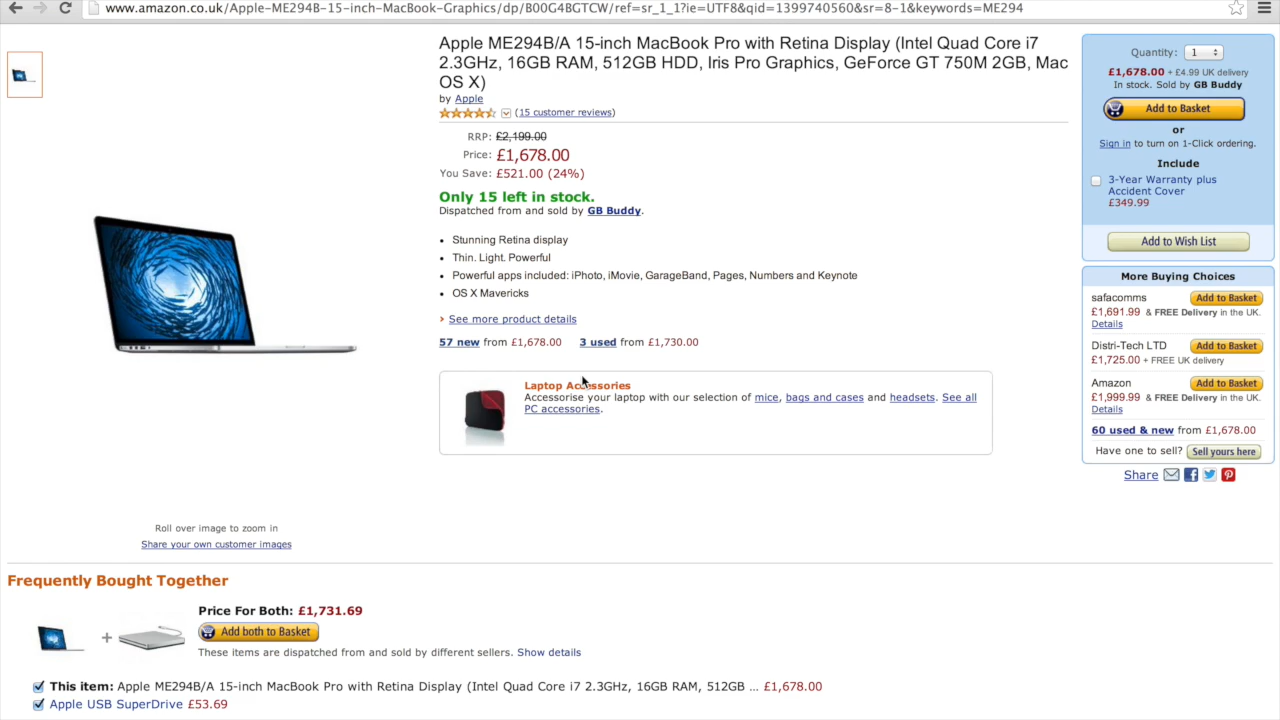 www.amazon.co.uk/Apple-ME294B-15-inch-MacBook-Graphics/dp/B00G4BGTCW/ref=sr_1_1?ie=UTF8&qid=1399740560&sr=8-1&keywords=ME294
Apple ME294B/A 15-inch MacBook Pro with Retina Display (Intel Quad Core i7
2.3GHz, 16GB RAM, 512GB HDD, Iris Pro Graphics, GeForce GT 750M 2GB, Mac
OS X)
by Apple
(15 customer reviews)
RRP: £2,199.00
Price: £1,678.00
You Save: £521.00 (24%)
Only 15 left in stock.
Dispatched from and sold by GB Buddy.
• Stunning Retina display
• Thin. Light. Powerful
• Powerful apps included: iPhoto, iMovie, GarageBand, Pages, Numbers and Keynote
• OS X Mavericks
› See more product details
57 new from £1,678.00 3 used from £1,730.00
Laptop Accessories
Accessorise your laptop with our selection of mice, bags and cases and headsets. See all
PC accessories.
Quantity: 1
£1,678.00 + £4.99 UK delivery
In stock. Sold by GB Buddy
Add to Basket
or
Sign in to turn on 1-Click ordering.
Include
3-Year Warranty plus
Accident Cover
£349.99
Add to Wish List
More Buying Choices
safacomms Add to Basket
£1,691.99 & FREE Delivery in the UK.
Details
Distri-Tech LTD Add to Basket
£1,725.00 + FREE UK delivery
Amazon Add to Basket
£1,999.99 & FREE Delivery in the UK.
Details
60 used & new from £1,678.00
Have one to sell? Sell yours here
Share
Roll over image to zoom in
Share your own customer images
Frequently Bought Together
+
Price For Both: £1,731.69
Add both to Basket
These items are dispatched from and sold by different sellers. Show details
This item: Apple ME294B/A 15-inch MacBook Pro with Retina Display (Intel Quad Core i7 2.3GHz, 16GB RAM, 512GB ... £1,678.00
Apple USB SuperDrive £53.69